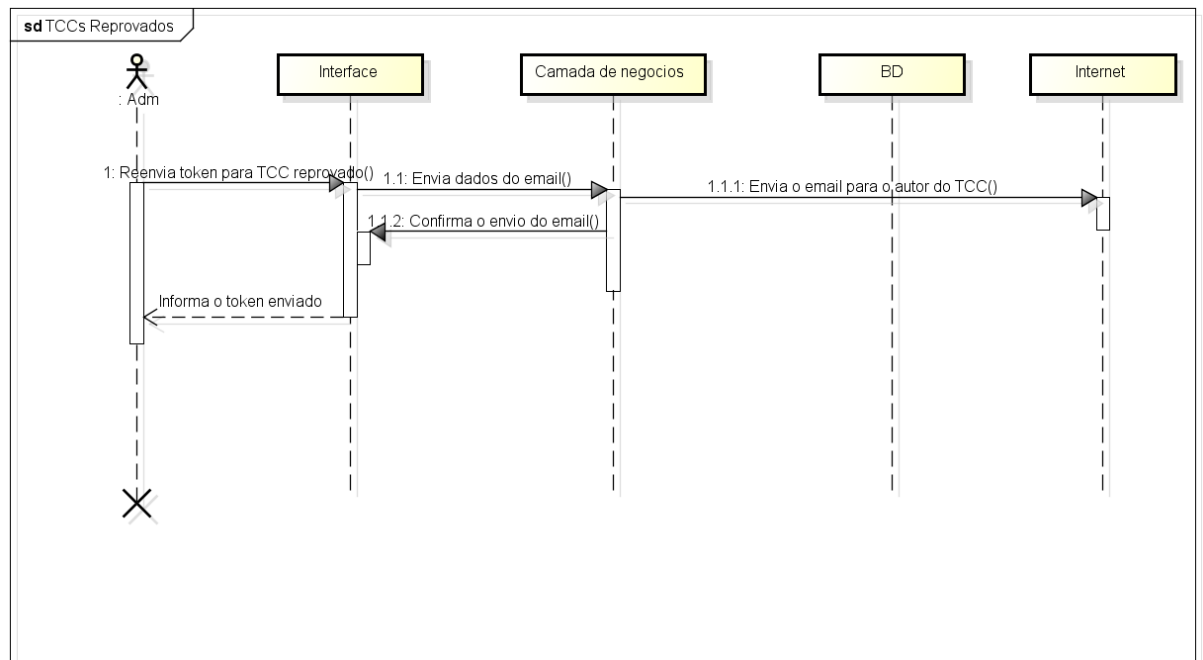 sd TCCs Reprovados
: Adm
Interface
Camada de negocios
BD
Internet
1: Reenvia token para TCC reprovado()
1.1: Envia dados do email()
1.1.1: Envia o email para o autor do TCC()
1.1.2: Confirma o envio do email()
Informa o token enviado